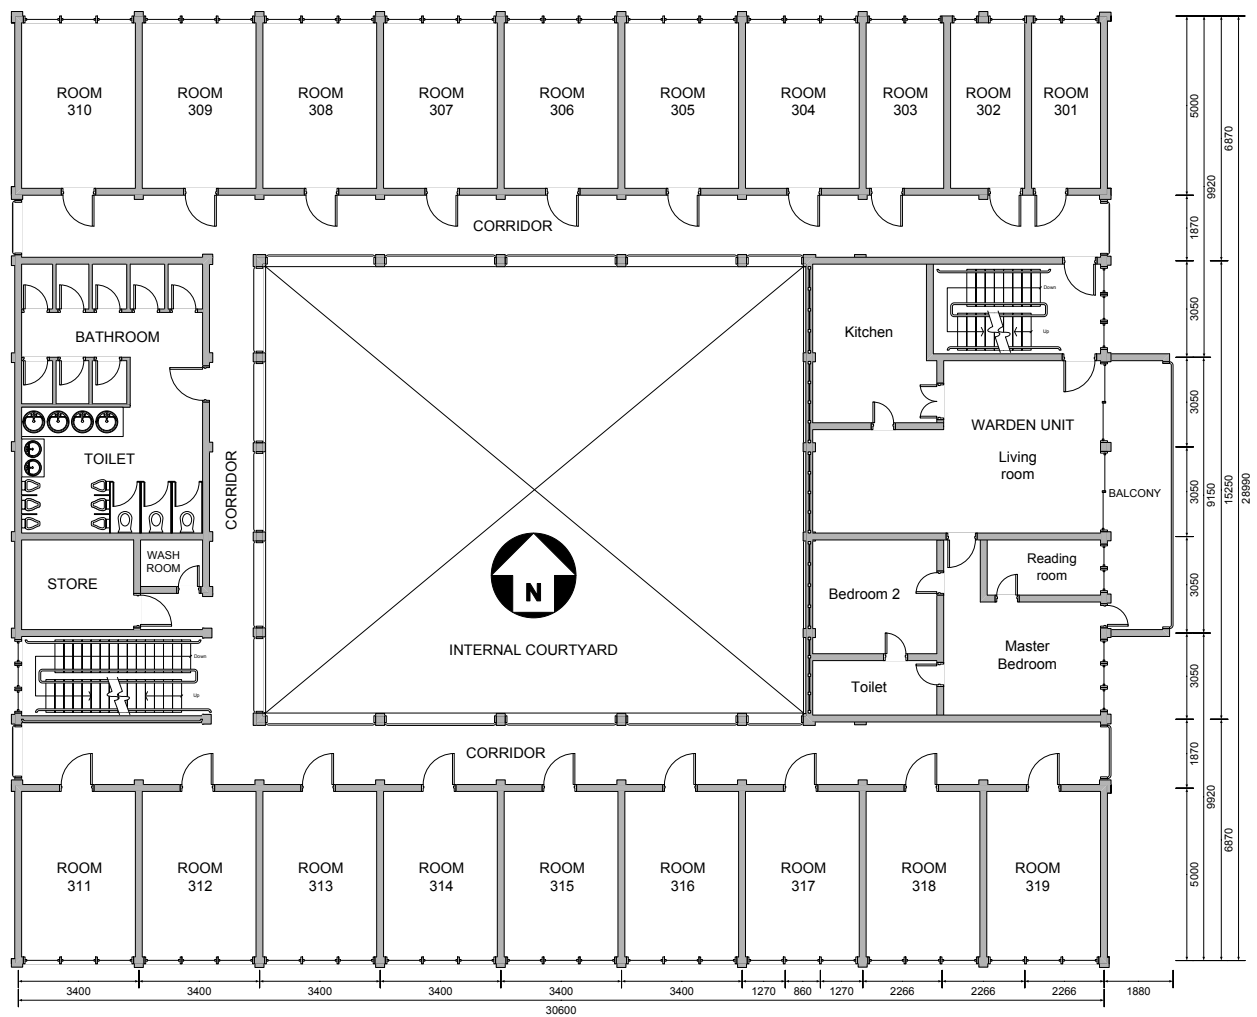 ROOM
310
ROOM
309
ROOM
308
ROOM
307
ROOM
306
ROOM
305
ROOM
304
ROOM
303
ROOM
302
ROOM
301
CORRIDOR
BATHROOM
TOILET
CORRIDOR
WASH
ROOM
STORE
Down
Up
N
INTERNAL COURTYARD
Kitchen
Down
Up
WARDEN UNIT
Living
room
BALCONY
Reading
room
Bedroom 2
Master
Bedroom
Toilet
CORRIDOR
ROOM
311
ROOM
312
ROOM
313
ROOM
314
ROOM
315
ROOM
316
ROOM
317
ROOM
318
ROOM
319
5000
1870
3050
3050
3050
3050
3050
1870
5000
9920
9150
9920
6870
15250
6870
28990
3400
3400
3400
3400
3400
3400
1270
860
1270
2266
2266
2266
1880
30600